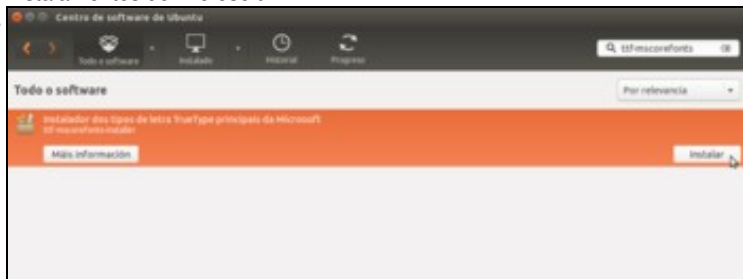 Centro de software de Ubuntu
Todo o software
Instalado
Historial
Progreso
ttf-mscorefonts
Todo o software
Por relevancia
Instalador dos tipos de letra TrueType principais da Microsoft
ttf-mscorefonts-installer
Máis información
Instalar